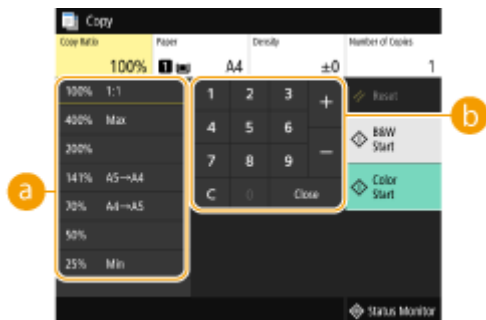 Copy
Copy Ratio Paper Density Number of Copies
100% 1 A4 ±0 1
100% 1:1
400% Max
200%
141% A5→A4
70% A4→A5
50%
25% Min
1 2 3 +
4 5 6
7 8 9 −
C 0 Close
Reset
B&W
Start
Color
Start
Status Monitor
a
b